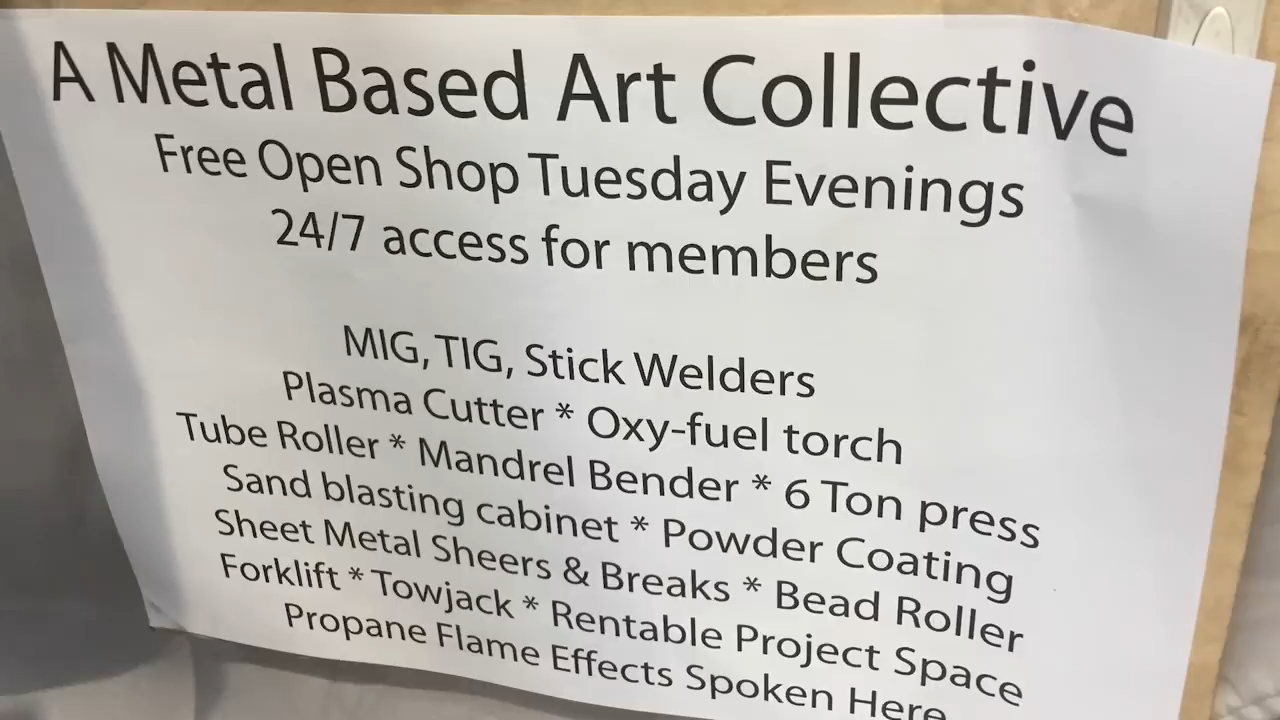 A Metal Based Art Collective
Free Open Shop Tuesday Evenings
24/7 access for members
MIG, TIG, Stick Welders
Plasma Cutter * Oxy-fuel torch
Tube Roller * Mandrel Bender * 6 Ton press
Sand blasting cabinet * Powder Coating
Sheet Metal Sheers & Breaks * Bead Roller
Forklift * Towjack * Rentable Project Space
Propane Flame Effects Spoken Here